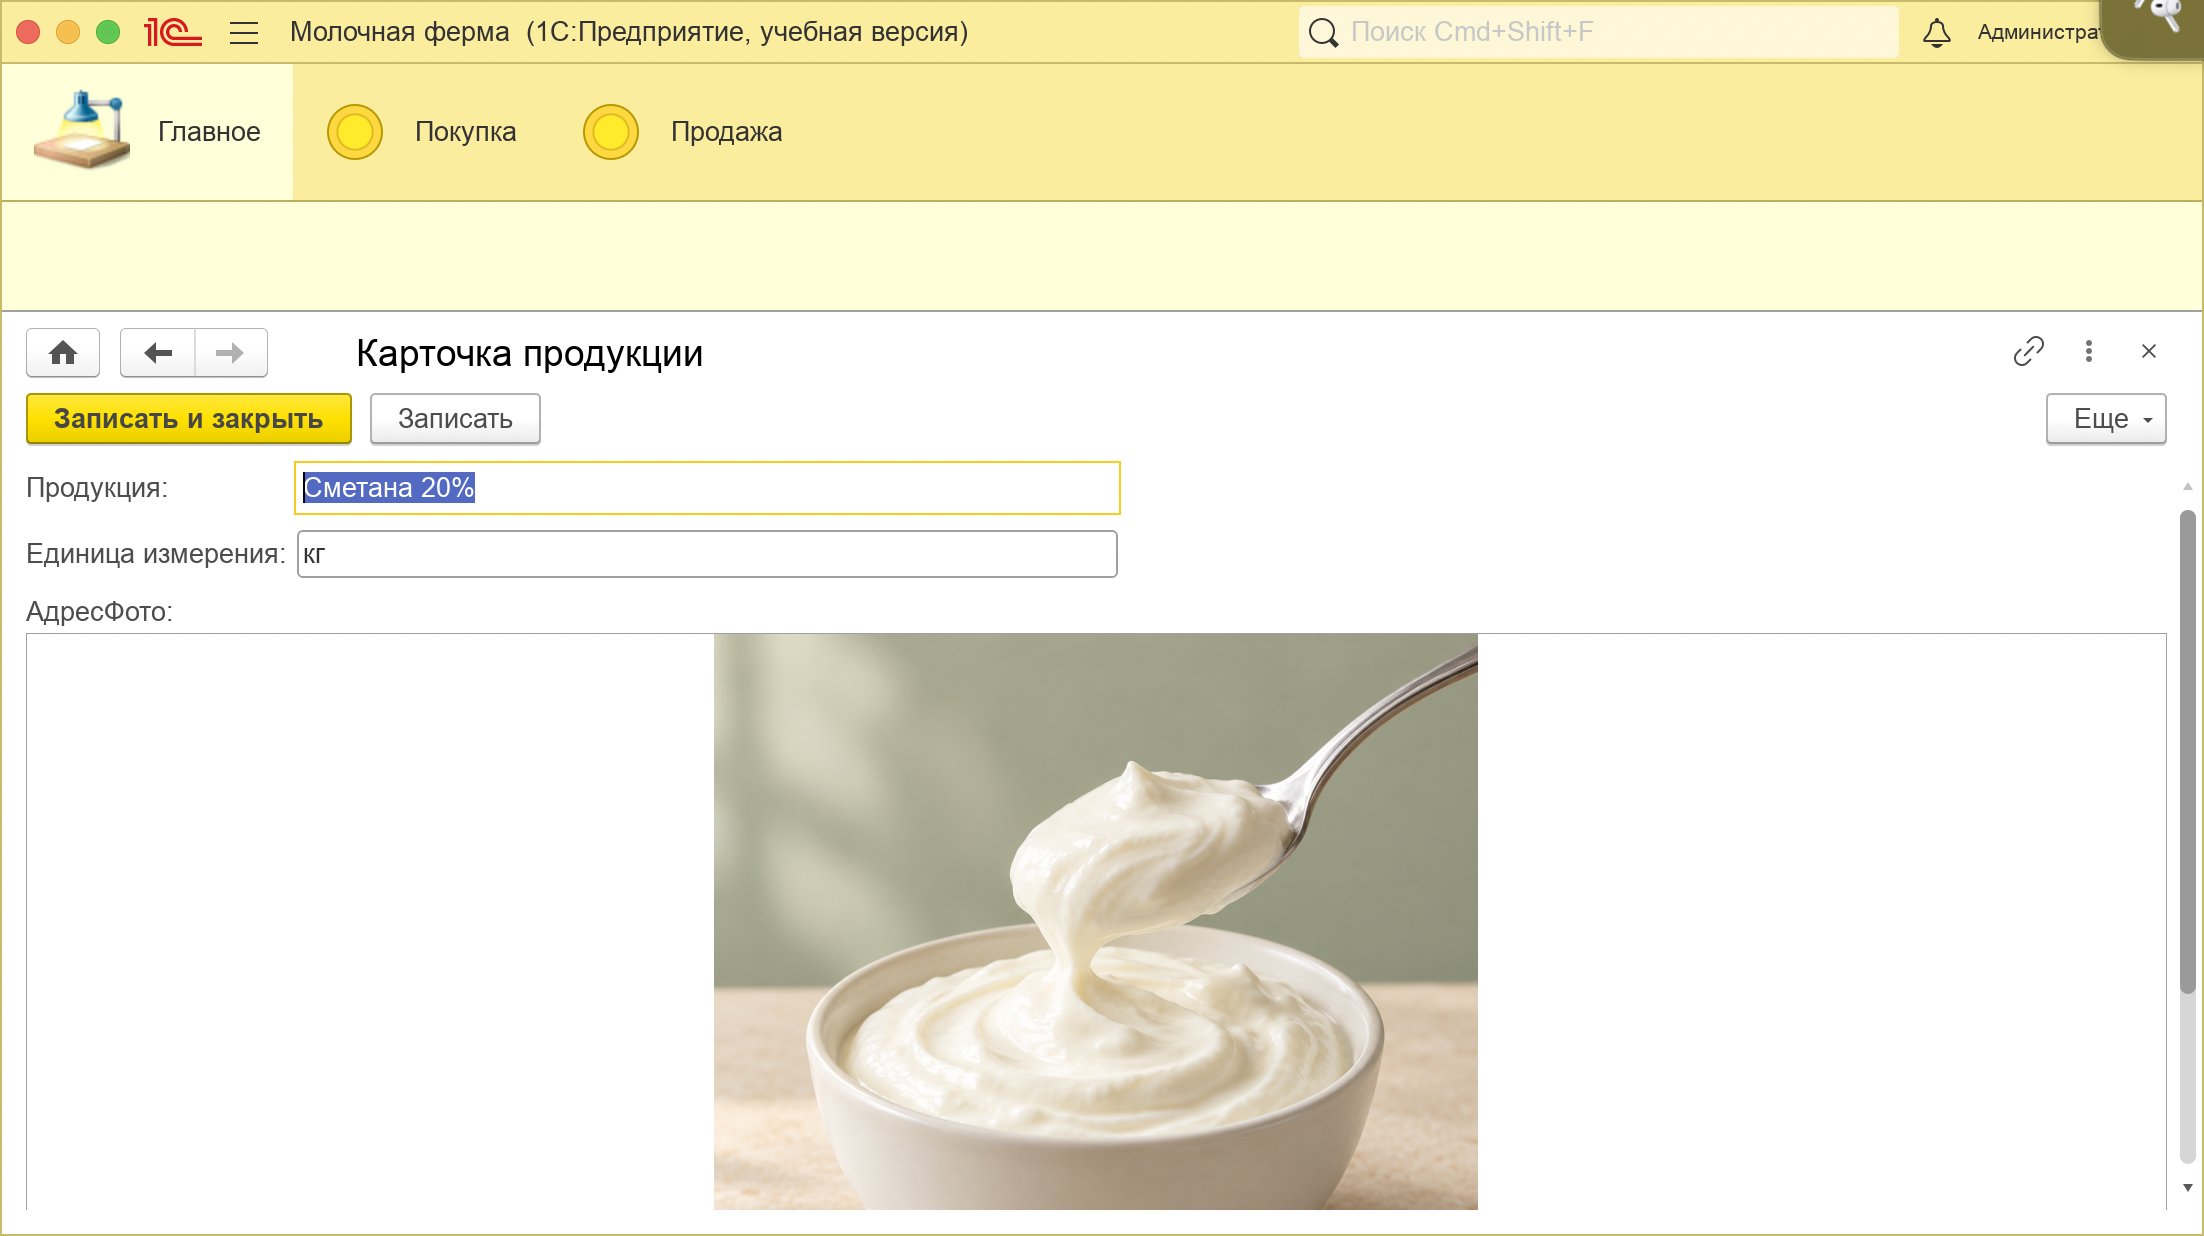 1С Молочная ферма (1С:Предприятие, учебная версия) Поиск Cmd+Shift+F
Главное Покупка Продажа
Карточка продукции
Записать и закрыть Записать Еще
Продукция: Сметана 20%
Единица измерения: кг
АдресФото: